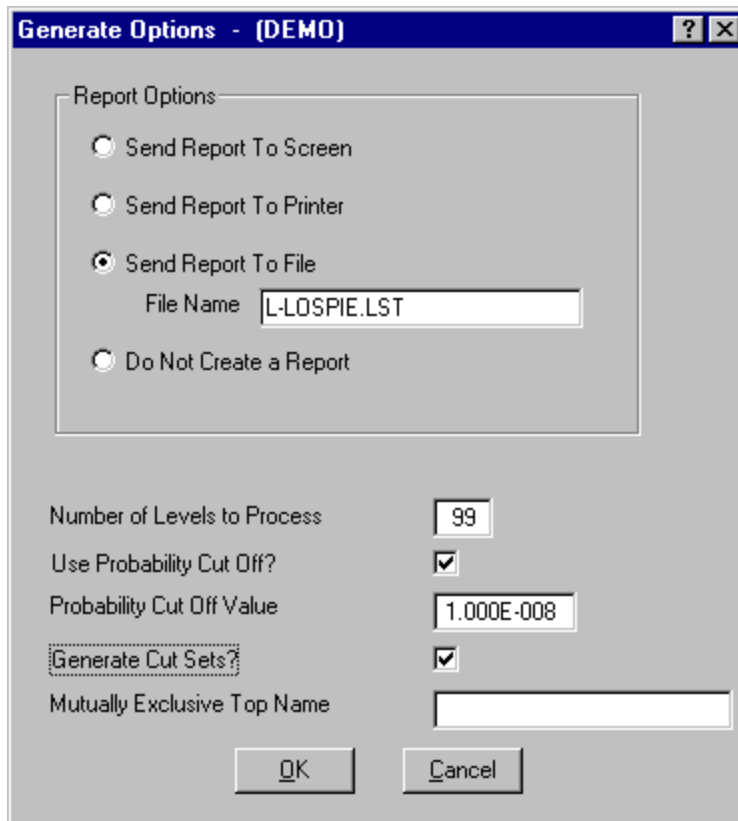 Generate Options - (DEMO)
Report Options
Send Report To Screen
Send Report To Printer
Send Report To File
File Name L-LOSPIE.LST
Do Not Create a Report
Number of Levels to Process 99
Use Probability Cut Off?
Probability Cut Off Value 1.000E-008
Generate Cut Sets?
Mutually Exclusive Top Name
OK Cancel